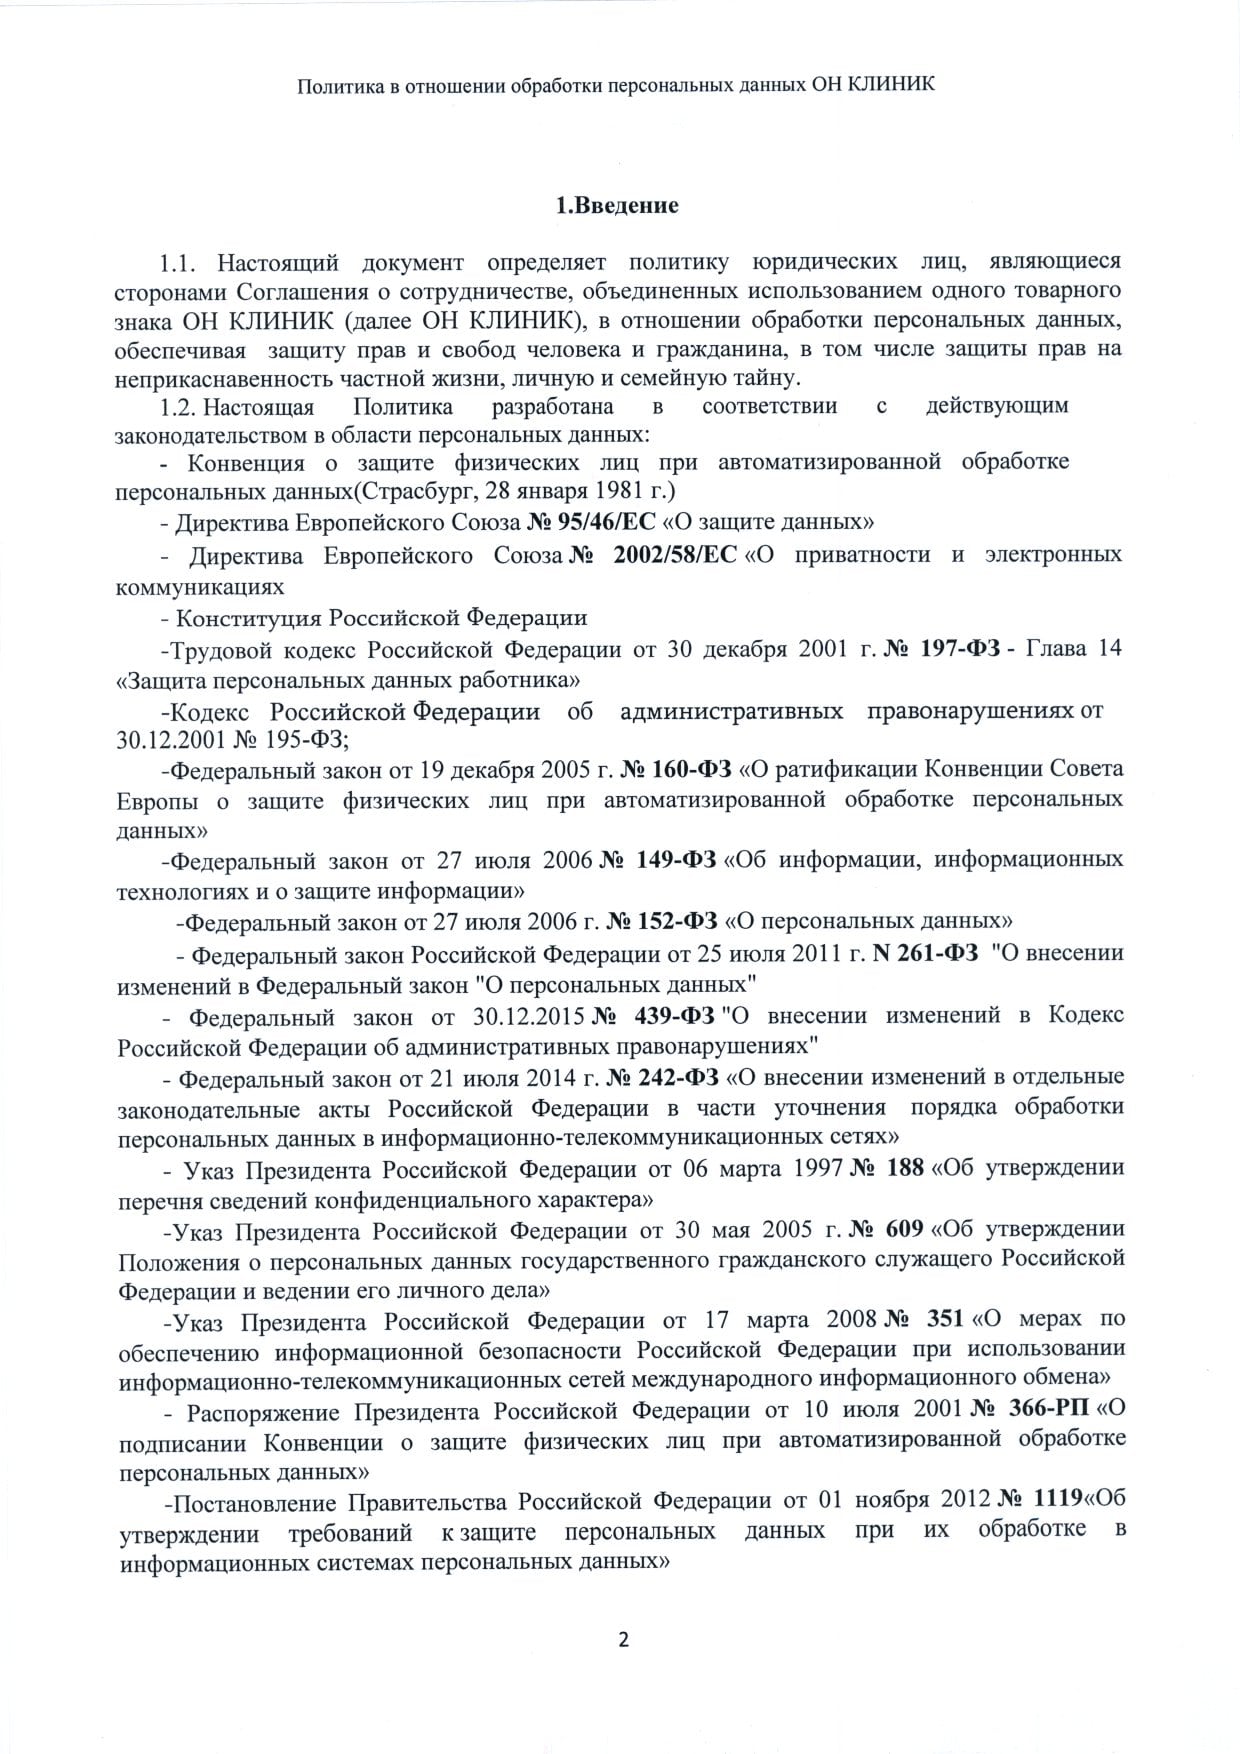 Политика в отношении обработки персональных данных ОН КЛИНИК
1.Введение
1.1. Настоящий документ определяет политику юридических лиц, являющиеся
сторонами Соглашения о сотрудничестве, объединенных использованием одного товарного
знака ОН КЛИНИК (далее ОН КЛИНИК), в отношении обработки персональных данных,
обеспечивая защиту прав и свобод человека и гражданина, в том числе защиты прав на
неприкаснавенность частной жизни, личную и семейную тайну.
1.2. Настоящая Политика разработана в соответствии с действующим
законодательством в области персональных данных:
- Конвенция о защите физических лиц при автоматизированной обработке
персональных данных(Страсбург, 28 января 1981 г.)
- Директива Европейского Союза № 95/46/ЕС «О защите данных»
- Директива Европейского Союза № 2002/58/ЕС «О приватности и электронных
коммуникациях
- Конституция Российской Федерации
-Трудовой кодекс Российской Федерации от 30 декабря 2001 г. № 197-ФЗ - Глава 14
«Защита персональных данных работника»
-Кодекс Российской Федерации об административных правонарушениях от
30.12.2001 № 195-ФЗ;
-Федеральный закон от 19 декабря 2005 г. № 160-ФЗ «О ратификации Конвенции Совета
Европы о защите физических лиц при автоматизированной обработке персональных
данных»
-Федеральный закон от 27 июля 2006 № 149-ФЗ «Об информации, информационных
технологиях и о защите информации»
-Федеральный закон от 27 июля 2006 г. № 152-ФЗ «О персональных данных»
- Федеральный закон Российской Федерации от 25 июля 2011 г. N 261-ФЗ "О внесении
изменений в Федеральный закон "О персональных данных"
- Федеральный закон от 30.12.2015 № 439-ФЗ "О внесении изменений в Кодекс
Российской Федерации об административных правонарушениях"
- Федеральный закон от 21 июля 2014 г. № 242-ФЗ «О внесении изменений в отдельные
законодательные акты Российской Федерации в части уточнения порядка обработки
персональных данных в информационно-телекоммуникационных сетях»
- Указ Президента Российской Федерации от 06 марта 1997 № 188 «Об утверждении
перечня сведений конфиденциального характера»
-Указ Президента Российской Федерации от 30 мая 2005 г. № 609 «Об утверждении
Положения о персональных данных государственного гражданского служащего Российской
Федерации и ведении его личного дела»
-Указ Президента Российской Федерации от 17 марта 2008 № 351 «О мерах по
обеспечению информационной безопасности Российской Федерации при использовании
информационно-телекоммуникационных сетей международного информационного обмена»
- Распоряжение Президента Российской Федерации от 10 июля 2001 № 366-РП «О
подписании Конвенции о защите физических лиц при автоматизированной обработке
персональных данных»
-Постановление Правительства Российской Федерации от 01 ноября 2012 № 1119«Об
утверждении требований к защите персональных данных при их обработке в
информационных системах персональных данных»
2